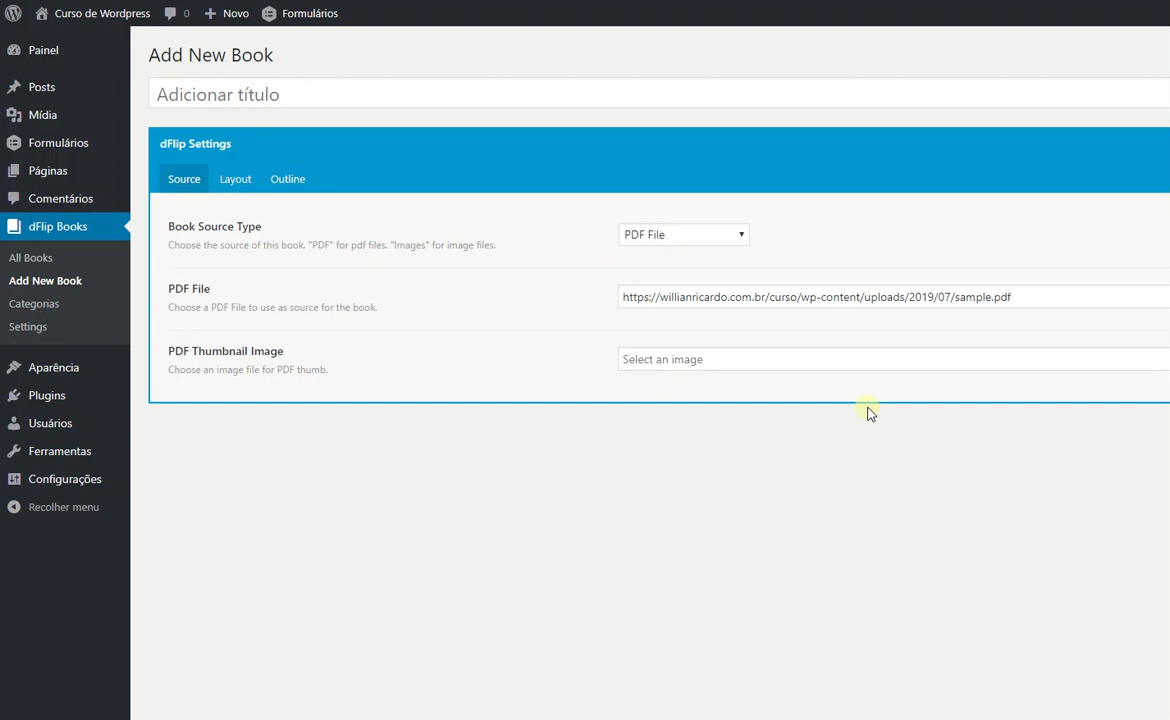 Curso de Wordpress 0 Novo Formulários
Painel
Posts
Mídia
Formulários
Páginas
Comentários
dFlip Books
All Books
Add New Book
Categorias
Settings
Aparência
Plugins
Usuários
Ferramentas
Configurações
Recolher menu
Add New Book
Adicionar título
dFlip Settings
Source Layout Outline
Book Source Type
Choose the source of this book. "PDF" for pdf files. "Images" for image files.
PDF File
PDF File
Choose a PDF File to use as source for the book.
https://willianricardo.com.br/curso/wp-content/uploads/2019/07/sample.pdf
PDF Thumbnail Image
Choose an image file for PDF thumb.
Select an image